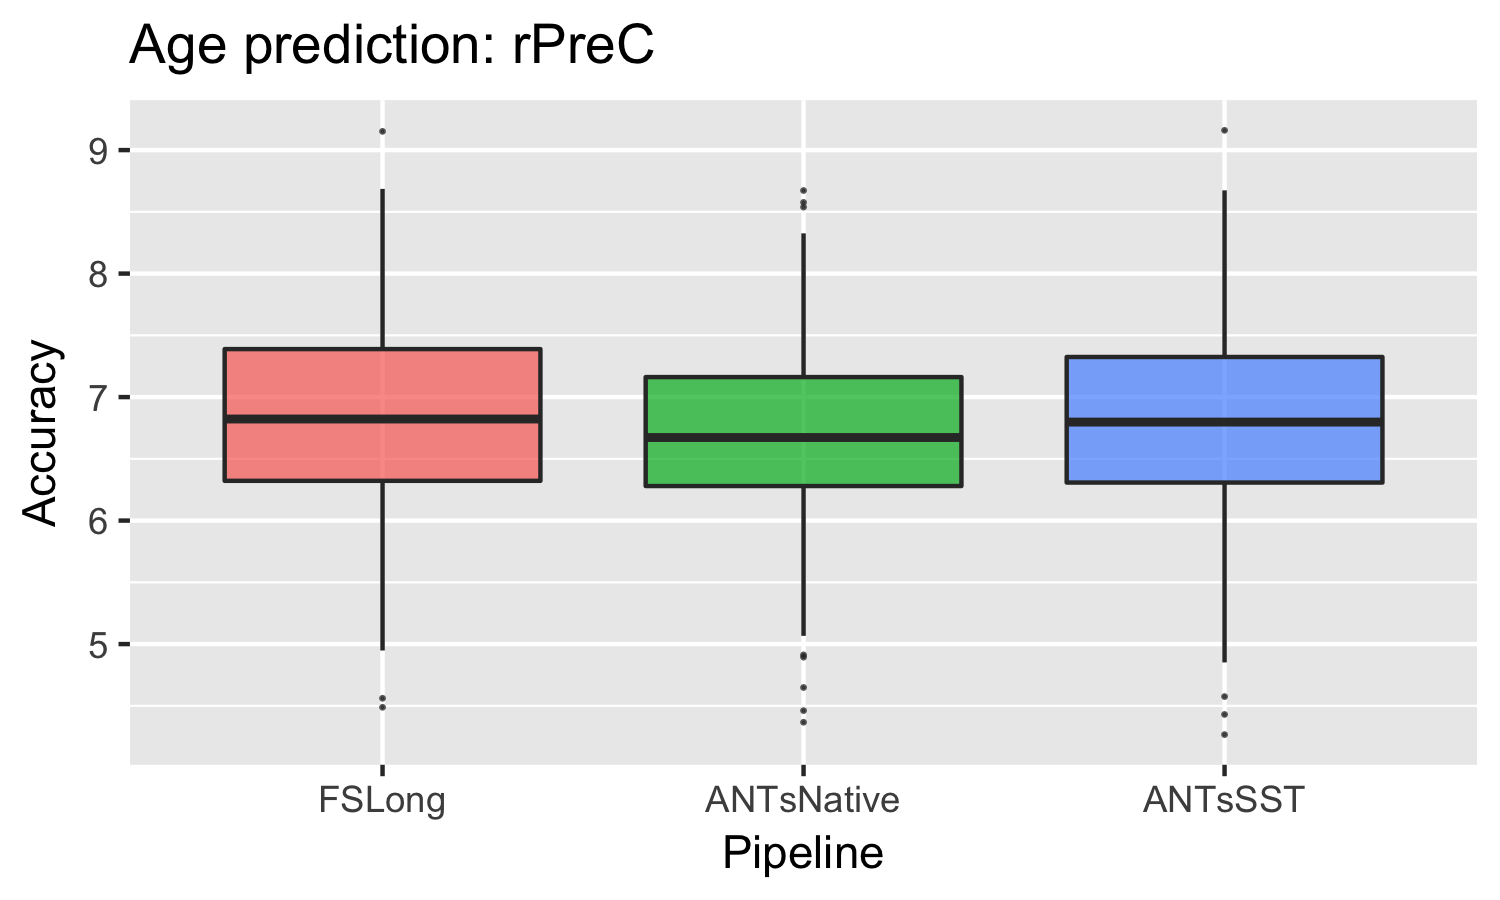 Age prediction: rPreC
Accuracy
9
8
7
6
5
FSLong
ANTsNative
ANTsSST
Pipeline